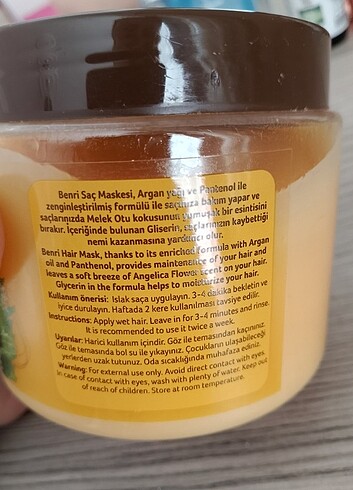 Benri Saç Maskesi, Argan yağı ve Pantenol ile
zenginleştirilmiş formülü ile saçınıza bakım yapar ve
saçlarınızda Melek Otu kokusunun yumuşak bir esintisini
bırakır. İçeriğinde bulunan Gliserin, saçlarınızın kaybettiği
nemi kazanmasına yardımcı olur.
Benri Hair Mask, thanks to its enriched formula with Argan
oil and Panthenol, provides maintenance of your hair and
leaves a soft breeze of Angelica Flower scent on your hair.
Glycerin in the formula helps to moisturize your hair.
Kullanım önerisi: Islak saça uygulayın. 3-4 dakika bekletin ve
iyice durulayın. Haftada 2 kere kullanılması tavsiye edilir.
Instructions: Apply wet hair. Leave in for 3-4 minutes and rinse.
It is recommended to use it twice a week.
Uyarılar: Harici kullanım içindir. Göz ile temasından kaçınınız.
Göz ile temasında bol su ile yıkayınız. Çocukların ulaşabileceği
yerlerden uzak tutunuz. Oda sıcaklığında muhafaza ediniz.
Warning: For external use only. Avoid direct contact with eyes.
In case of contact with eyes, wash with plenty of water. Keep out
of reach of children. Store at room temperature.